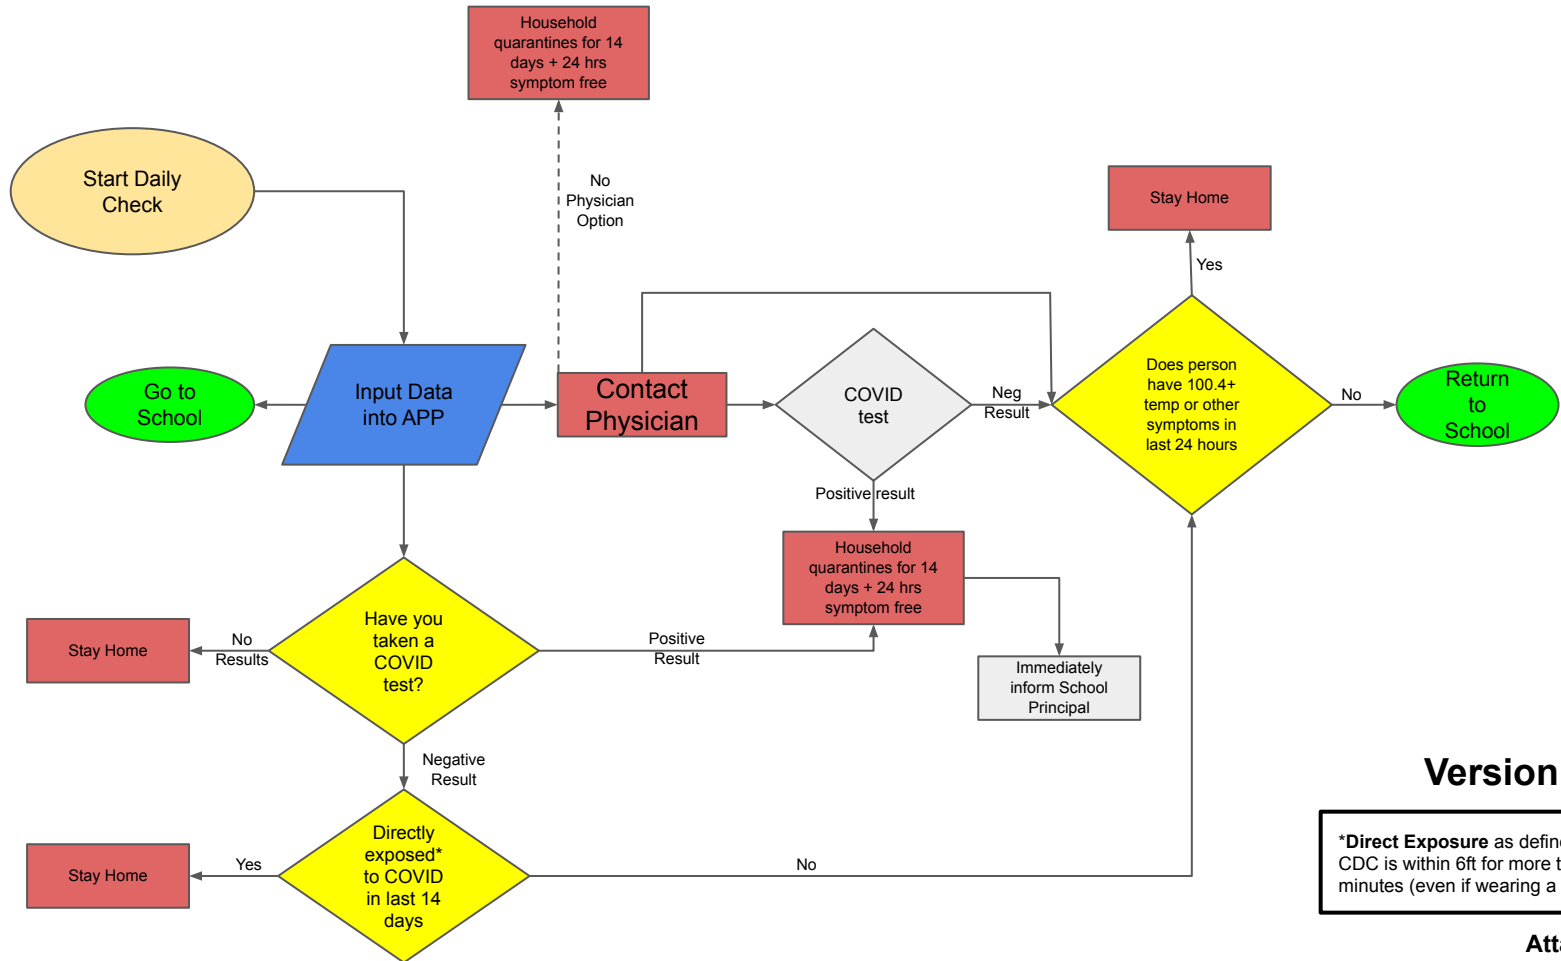 Household
quarantines for 14
days + 24 hrs
symptom free
Start Daily
Check
No
Physician
Option
Stay Home
Yes
Go to
School
Input Data
into APP
Contact
Physician
COVID
test
Neg
Result
Does person
have 100.4+
temp or other
symptoms in
last 24 hours
No
Return
to
School
Positive result
Household
quarantines for 14
days + 24 hrs
symptom free
Immediately
inform School
Principal
Stay Home
No
Results
Have you
taken a
COVID
test?
Positive
Result
Negative
Result
Stay Home
Yes
Directly
exposed*
to COVID
in last 14
days
No
Version
*Direct Exposure as define
CDC is within 6ft for more t
minutes (even if wearing a
Atta